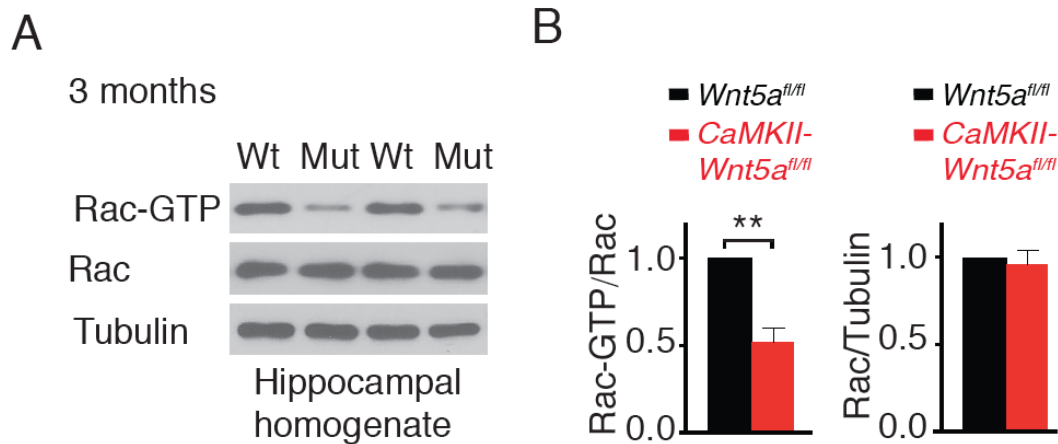 A
3 months
Wt Mut Wt Mut
Rac-GTP
Rac
Tubulin
Hippocampal
homogenate
B
Wnt5afl/fl
CaMKII-
Wnt5afl/fl
**
Rac-GTP/Rac
1.0
0.5
0.0
Wnt5afl/fl
CaMKII-
Wnt5afl/fl
Rac/Tubulin
1.0
0.5
0.0